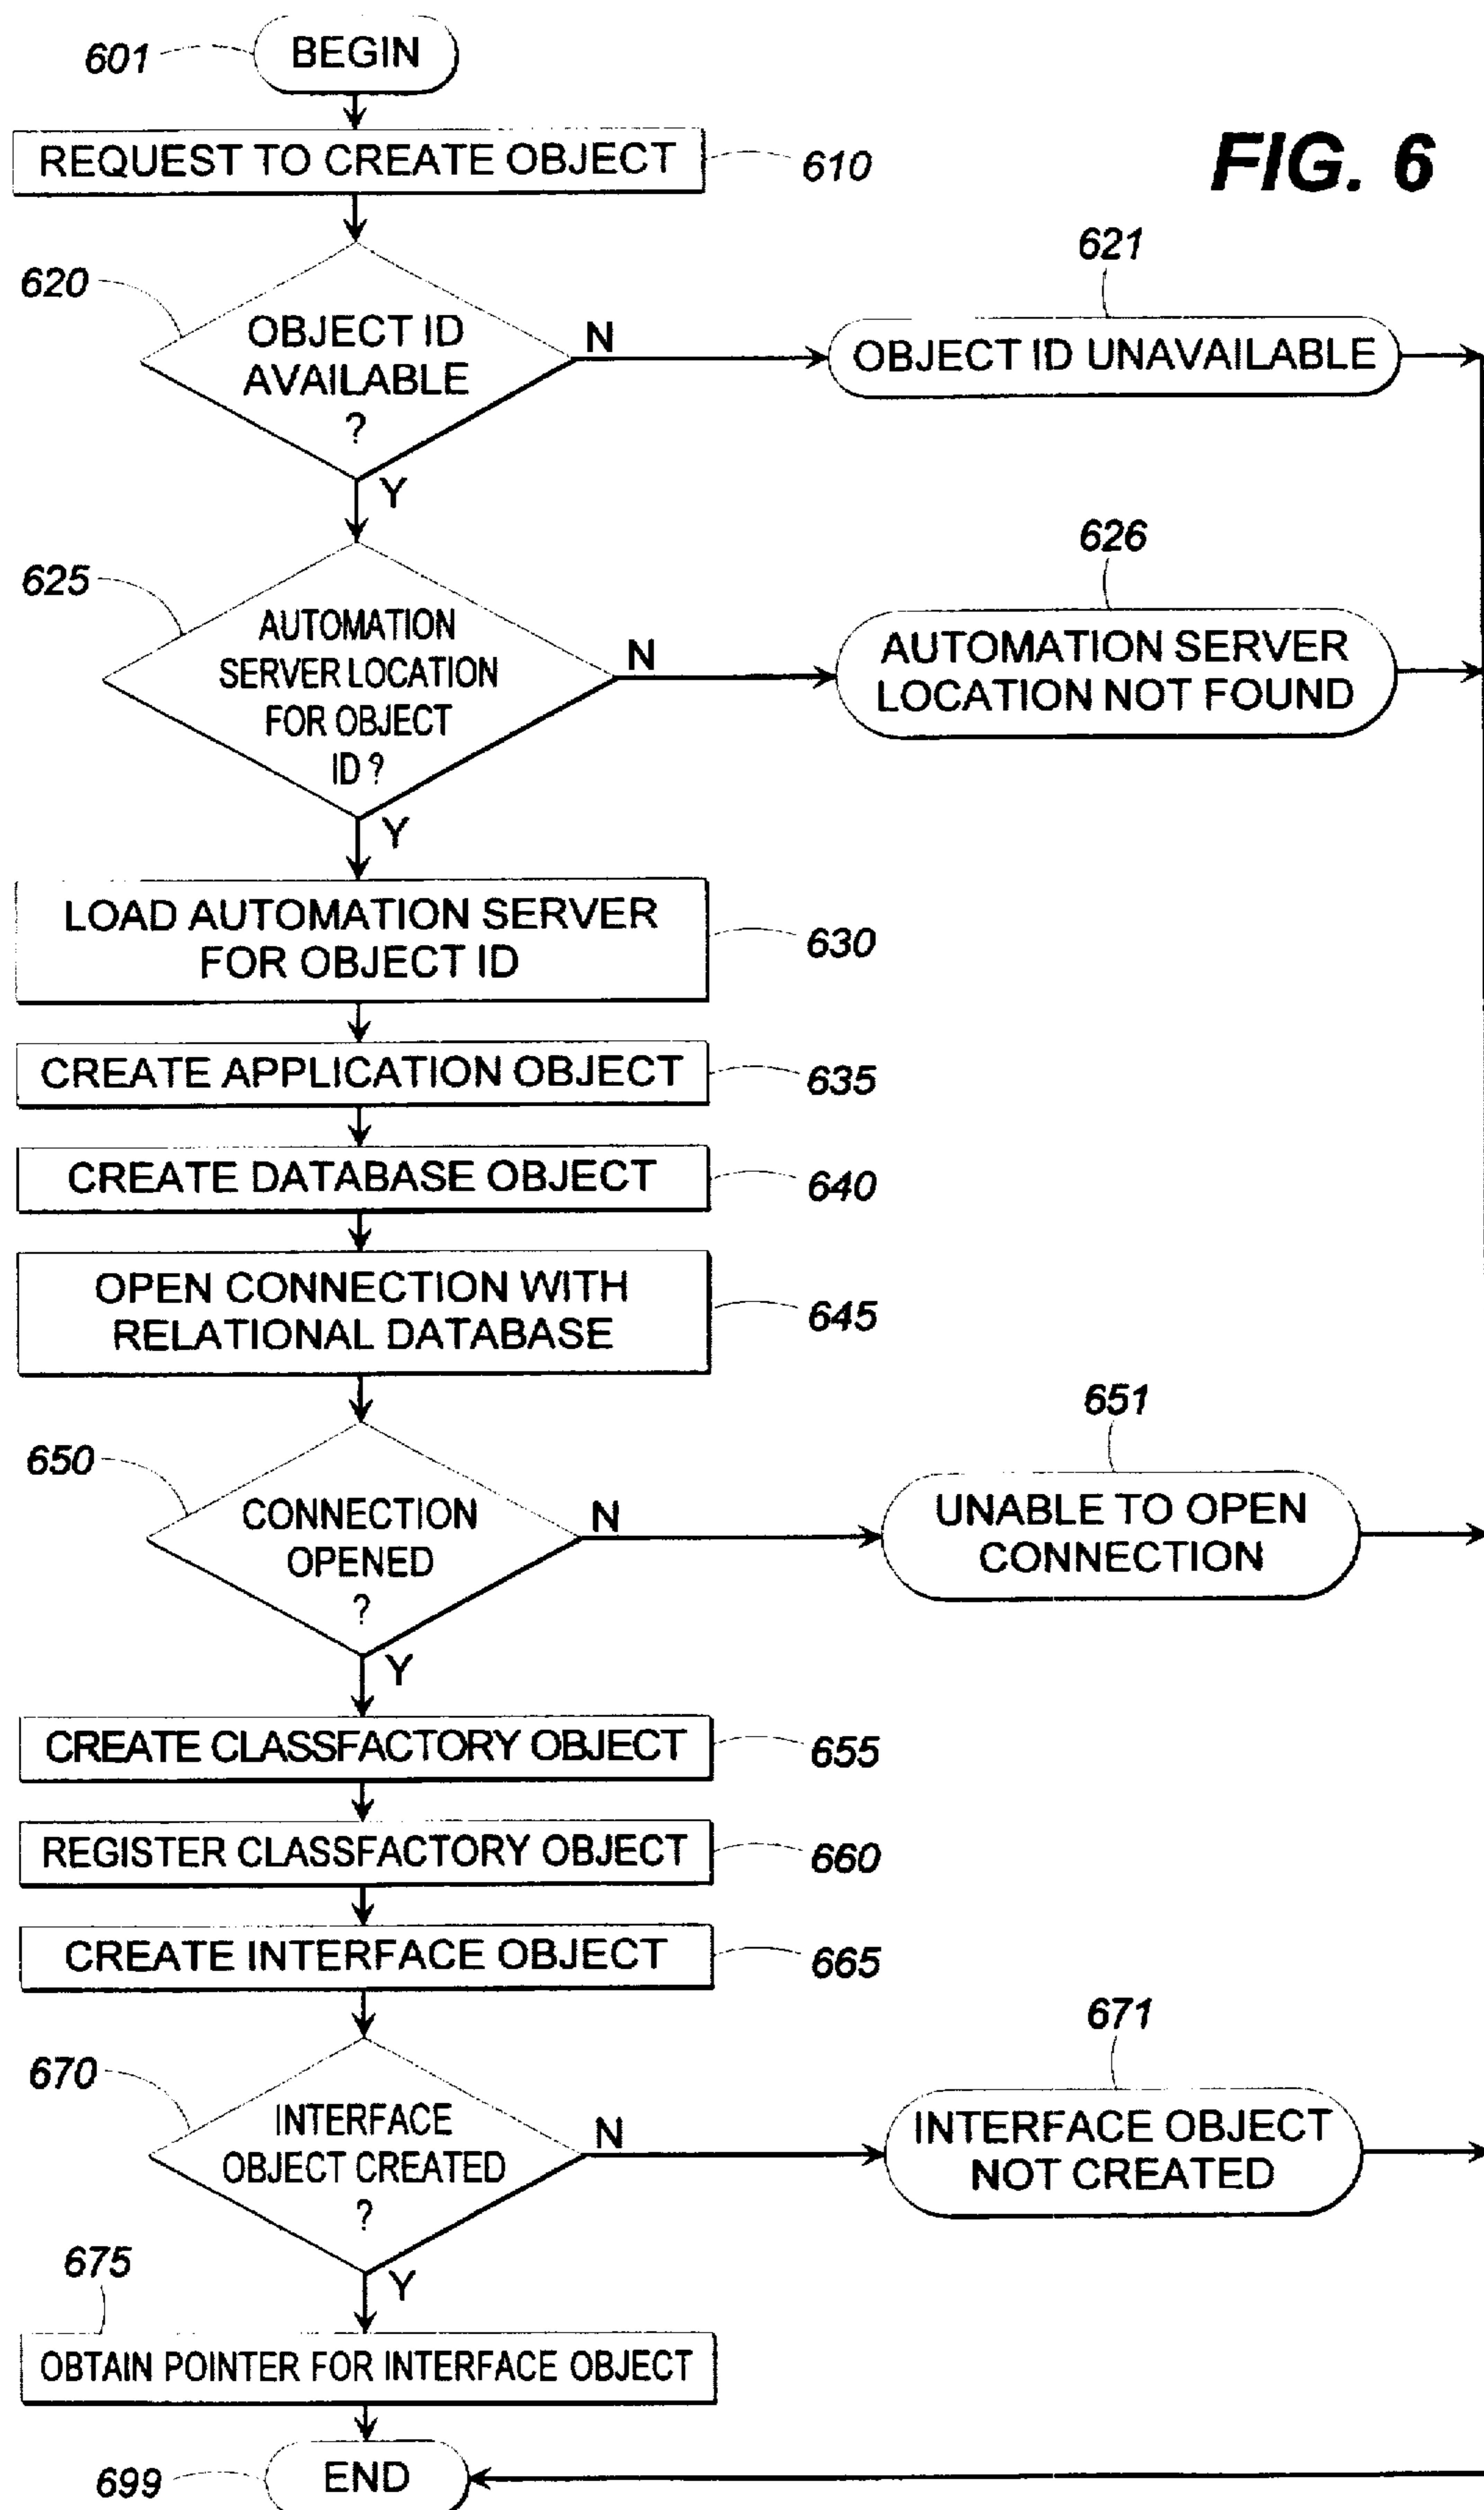 601
BEGIN
REQUEST TO CREATE OBJECT
610
FIG. 6
620
OBJECT ID
AVAILABLE
?
N
Y
621
OBJECT ID UNAVAILABLE
625
AUTOMATION
SERVER LOCATION
FOR OBJECT
ID ?
N
Y
626
AUTOMATION SERVER
LOCATION NOT FOUND
LOAD AUTOMATION SERVER
FOR OBJECT ID
630
CREATE APPLICATION OBJECT
635
CREATE DATABASE OBJECT
640
OPEN CONNECTION WITH
RELATIONAL DATABASE
645
650
CONNECTION
OPENED
?
N
Y
651
UNABLE TO OPEN
CONNECTION
CREATE CLASSFACTORY OBJECT
655
REGISTER CLASSFACTORY OBJECT
660
CREATE INTERFACE OBJECT
665
670
INTERFACE
OBJECT CREATED
?
N
Y
671
INTERFACE OBJECT
NOT CREATED
675
OBTAIN POINTER FOR INTERFACE OBJECT
699
END